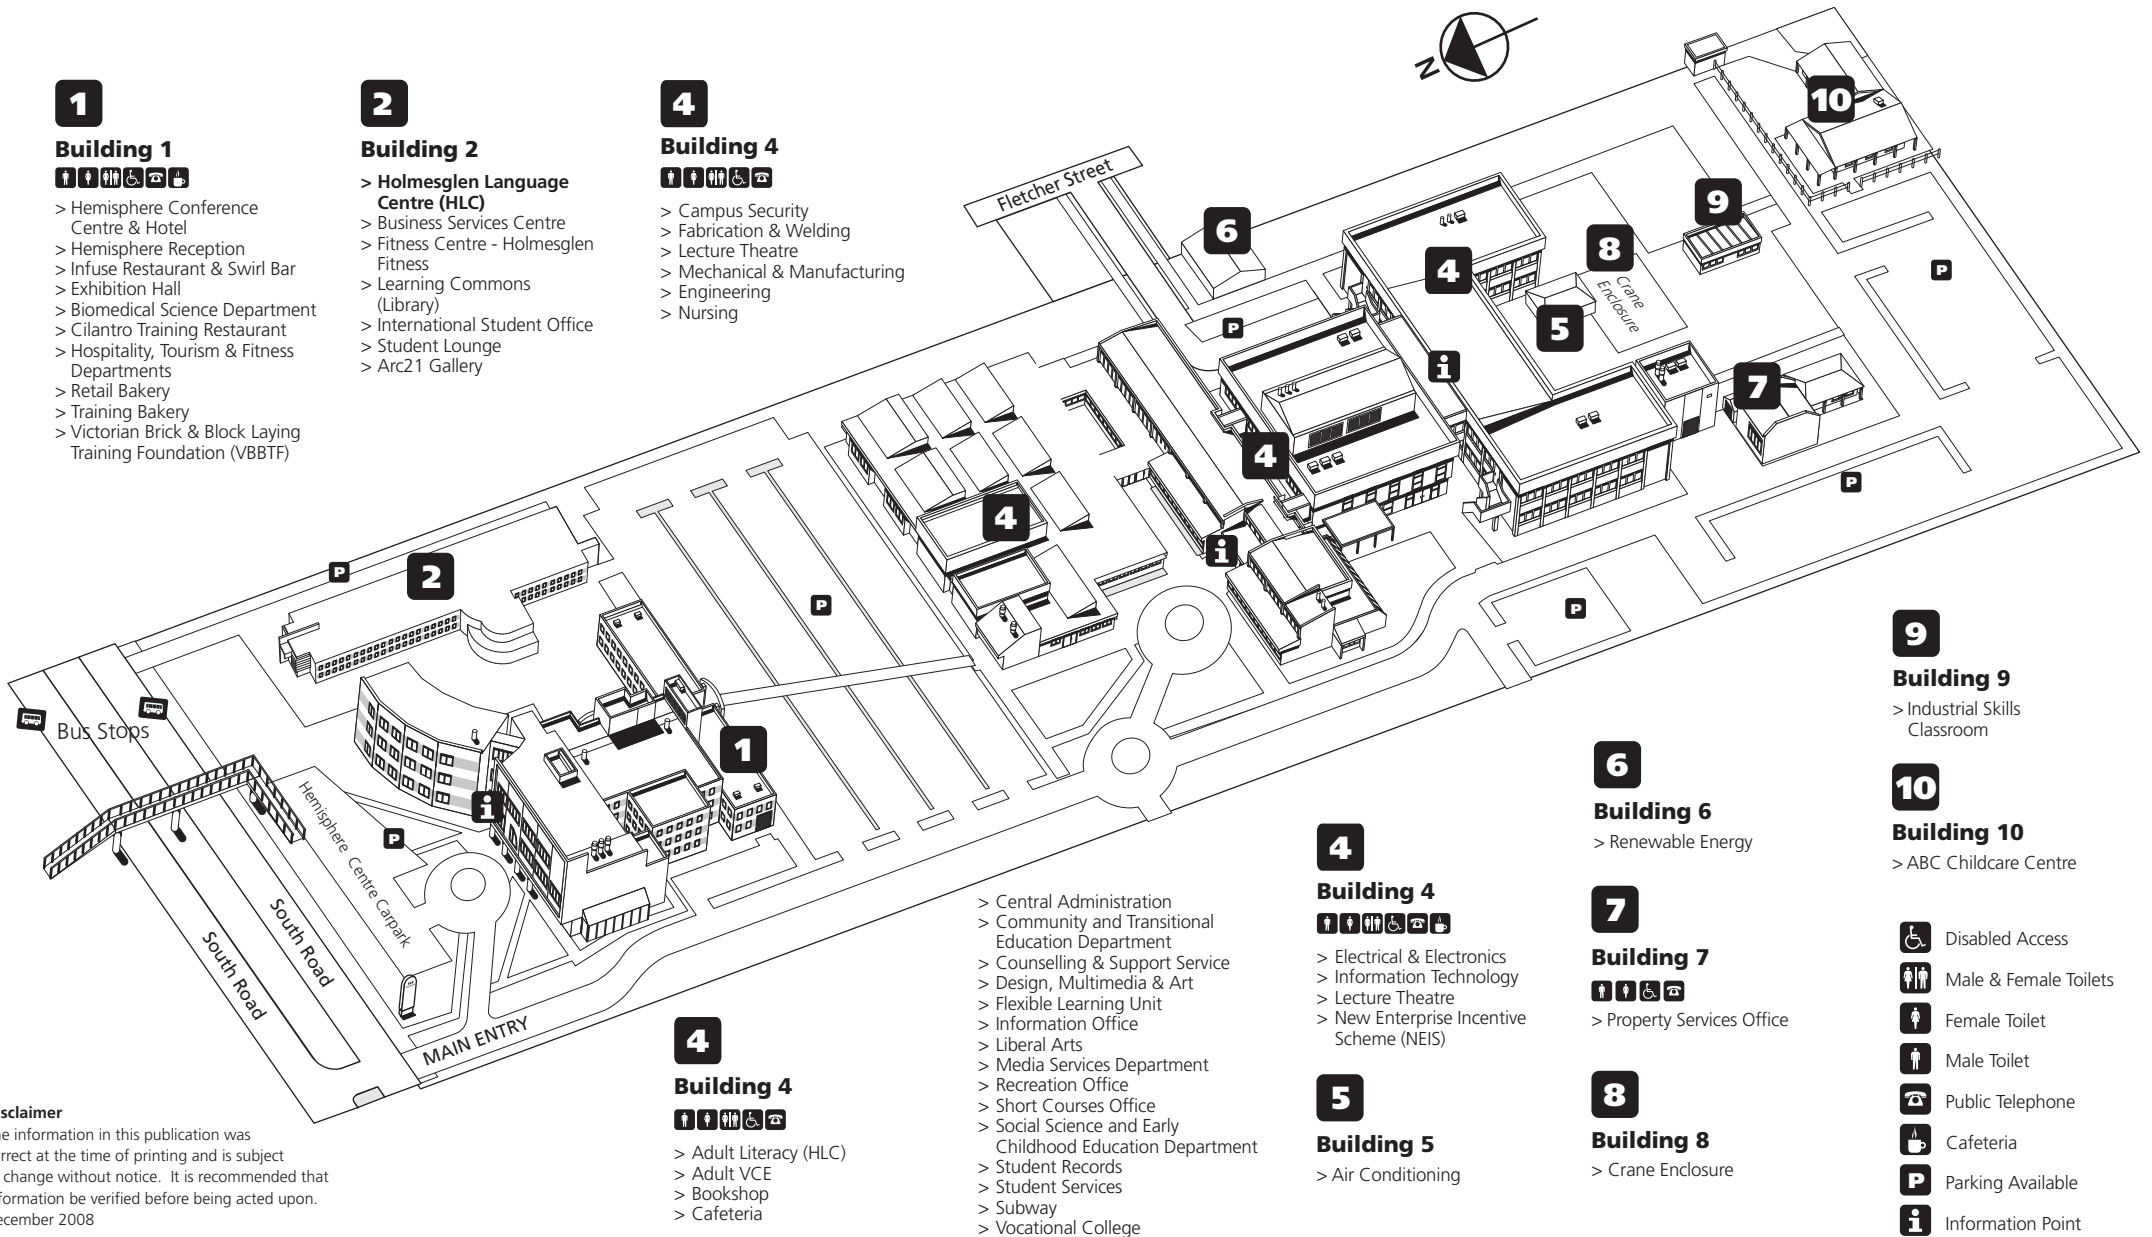 1
Building 1
> Hemisphere Conference
Centre & Hotel
> Hemisphere Reception
> Infuse Restaurant & Swirl Bar
> Exhibition Hall
> Biomedical Science Department
> Cilantro Training Restaurant
> Hospitality, Tourism & Fitness
Departments
> Retail Bakery
> Training Bakery
> Victorian Brick & Block Laying
Training Foundation (VBBTF)
2
Building 2
> Holmesglen Language
Centre (HLC)
> Business Services Centre
> Fitness Centre - Holmesglen
Fitness
> Learning Commons
(Library)
> International Student Office
> Student Lounge
> Arc21 Gallery
4
Building 4
> Campus Security
> Fabrication & Welding
> Lecture Theatre
> Mechanical & Manufacturing
> Engineering
> Nursing
N
Fletcher Street
10
9
6
8
4
Crane
Enclosure
5
P
P
i
7
4
P
4
i
P
2
P
P
1
Bus Stops
i
P
Hemisphere Centre Carpark
South Road
South Road
MAIN ENTRY
sclaimer
e information in this publication was
rrect at the time of printing and is subject
change without notice. It is recommended that
formation be verified before being acted upon.
ecember 2008
4
Building 4
> Adult Literacy (HLC)
> Adult VCE
> Bookshop
> Cafeteria
> Central Administration
> Community and Transitional
Education Department
> Counselling & Support Service
> Design, Multimedia & Art
> Flexible Learning Unit
> Information Office
> Liberal Arts
> Media Services Department
> Recreation Office
> Short Courses Office
> Social Science and Early
Childhood Education Department
> Student Records
> Student Services
> Subway
> Vocational College
4
Building 4
> Electrical & Electronics
> Information Technology
> Lecture Theatre
> New Enterprise Incentive
Scheme (NEIS)
5
Building 5
> Air Conditioning
6
Building 6
> Renewable Energy
7
Building 7
> Property Services Office
8
Building 8
> Crane Enclosure
9
Building 9
> Industrial Skills
Classroom
10
Building 10
> ABC Childcare Centre
Disabled Access
Male & Female Toilets
Female Toilet
Male Toilet
Public Telephone
Cafeteria
P Parking Available
i Information Point